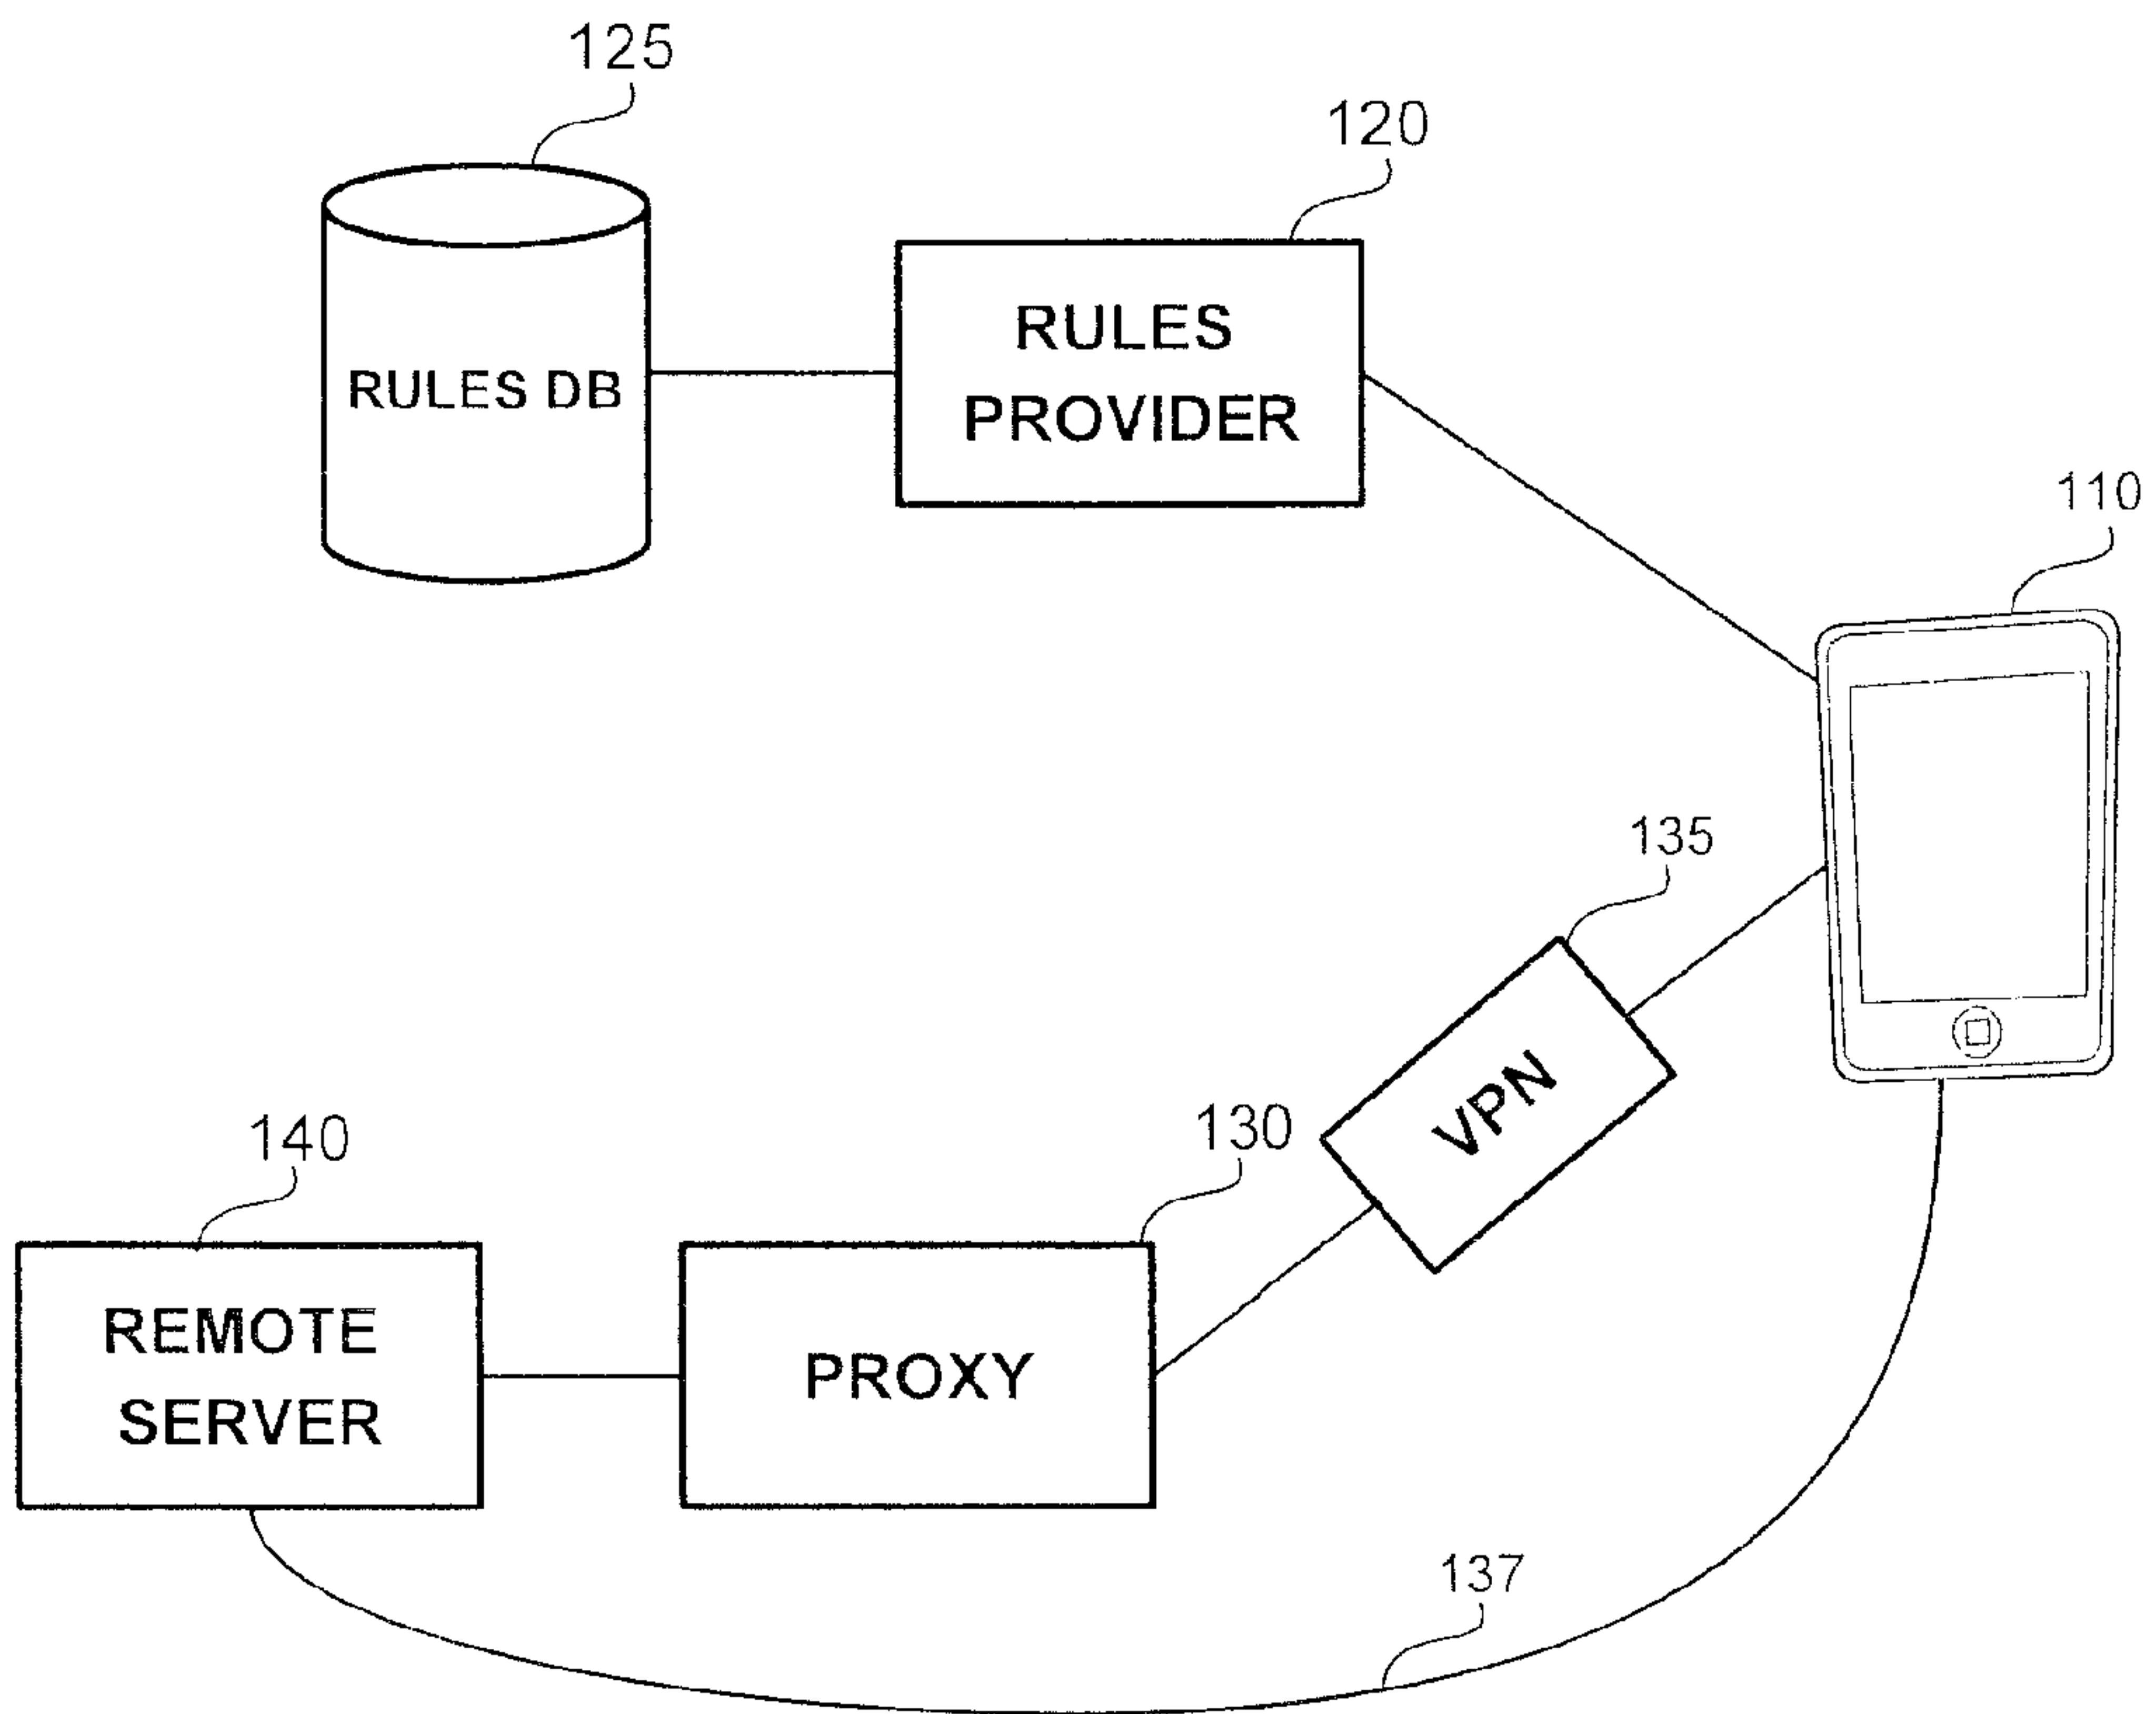 125
120
RULES DB
RULES
PROVIDER
110
135
VPN
140
130
REMOTE
SERVER
PROXY
137